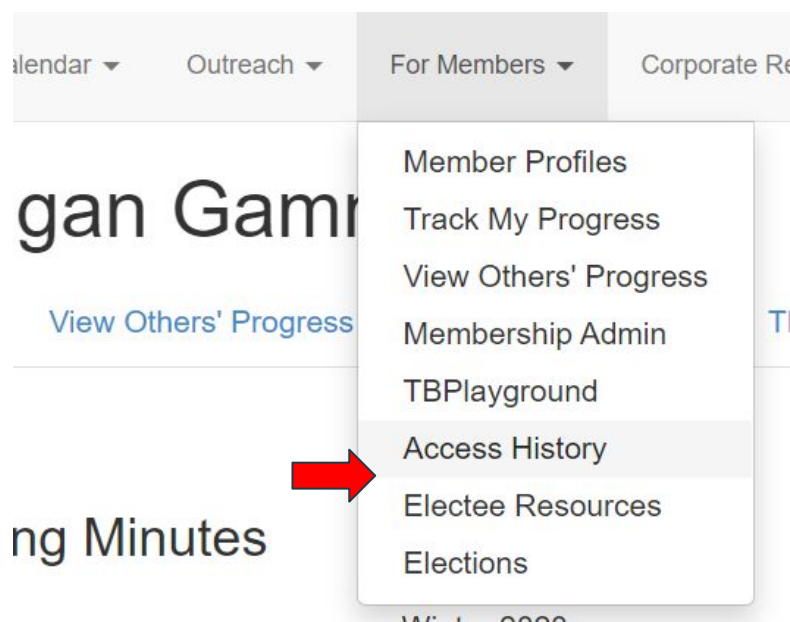 alendar Outreach For Members Corporate Re
Member Profiles
gan Gamm
Track My Progress
View Others' Progress
View Others' Progress
Membership Admin
TBPlayground
Access History
Electee Resources
ng Minutes
Elections